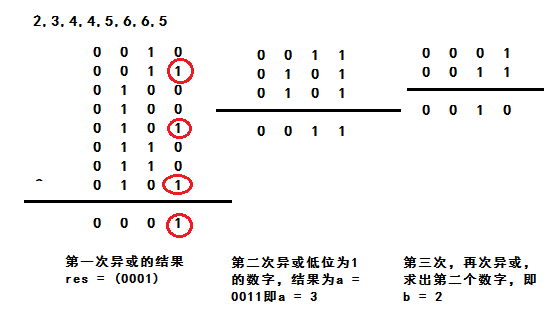 2,3,4,4,5,6,6,5
0 0 1 0
0 0 1 1
0 1 0 0
0 1 0 0
0 1 0 1
0 1 1 0
0 1 1 0
^ 0 1 0 1
0 0 0 1
第一次异或的结果
res = (0001)
0 0 1 1
0 1 0 1
0 1 0 1
0 0 1 1
第二次异或低位为1
的数字，结果为a =
0011即a = 3
0 0 0 1
0 0 1 1
0 0 1 0
第三次，再次异或，
求出第二个数字，即
b = 2